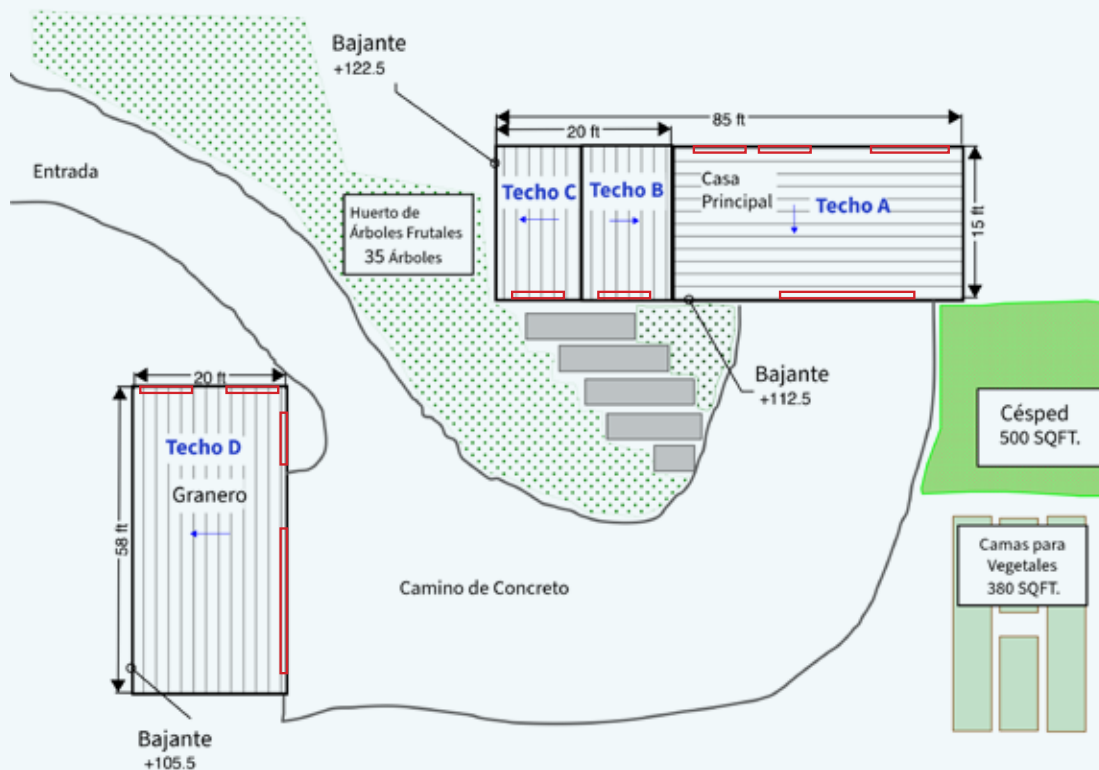 Bajante
+122.5
85 ft
20 ft
Entrada
Techo C
Techo B
Casa
Principal
Techo A
15 ft
Huerto de
Árboles Frutales
35 Árboles
Bajante
+112.5
20 ft
Techo D
Granero
58 ft
Césped
500 SQFT.
Camas para
Vegetales
380 SQFT.
Camino de Concreto
Bajante
+105.5